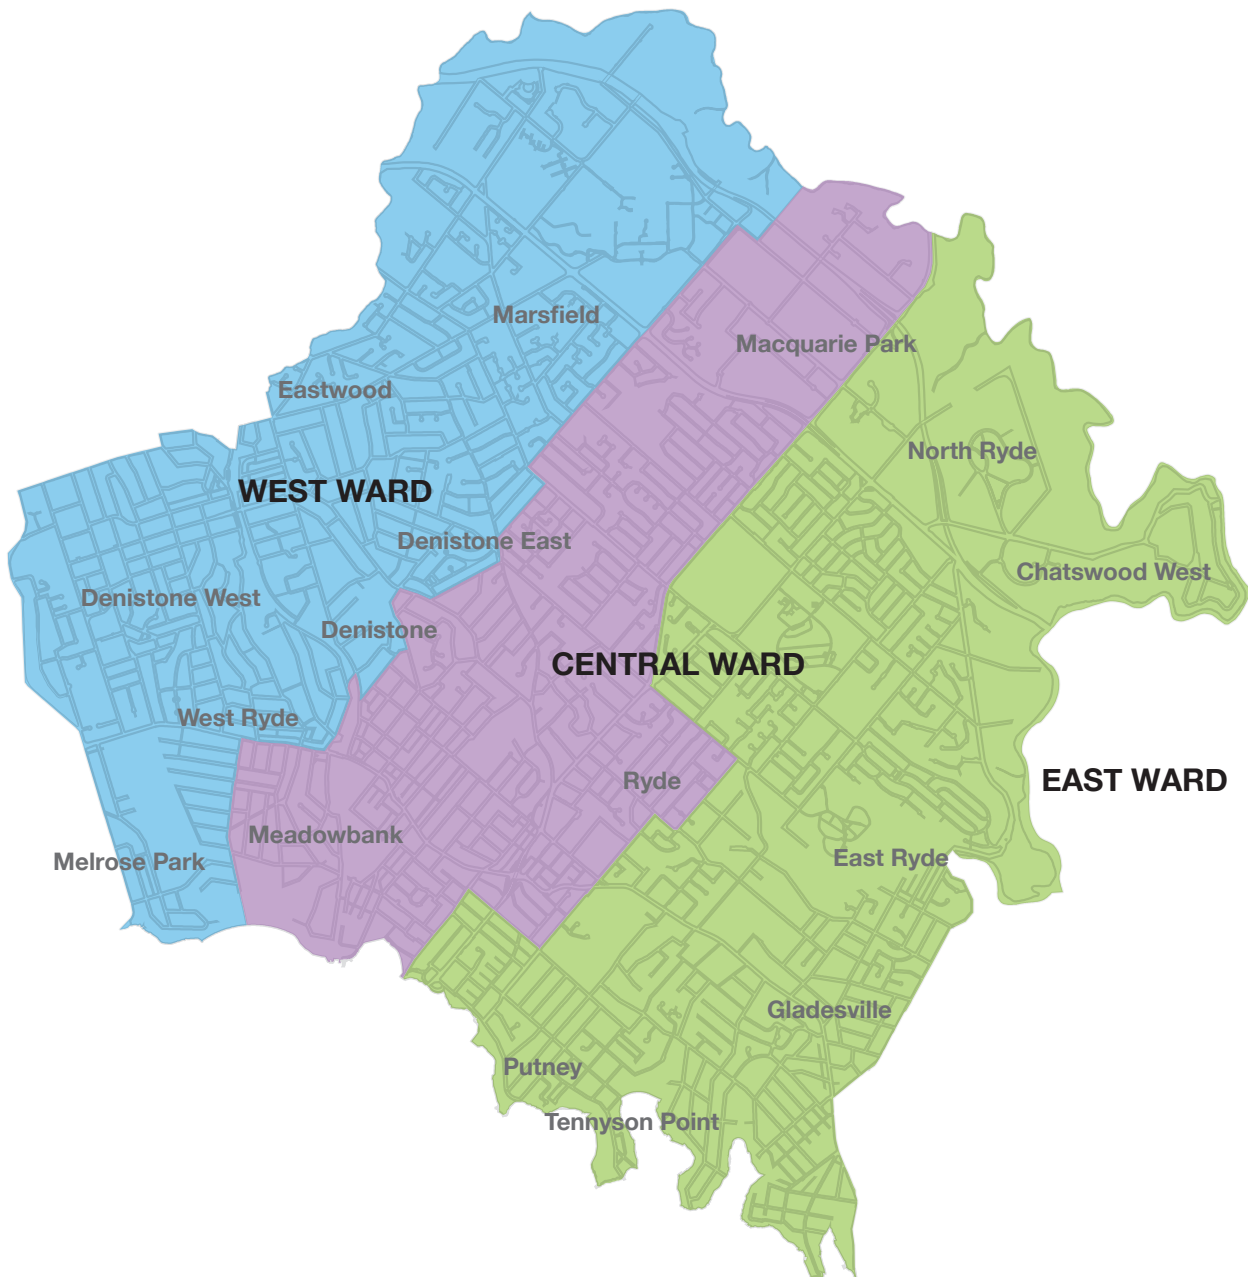 Marsfield
Macquarie Park
Eastwood
North Ryde
WEST WARD
Denistone East
Chatswood West
Denistone West
Denistone
CENTRAL WARD
West Ryde
Ryde
EAST WARD
Meadowbank
East Ryde
Melrose Park
Gladesville
Putney
Tennyson Point